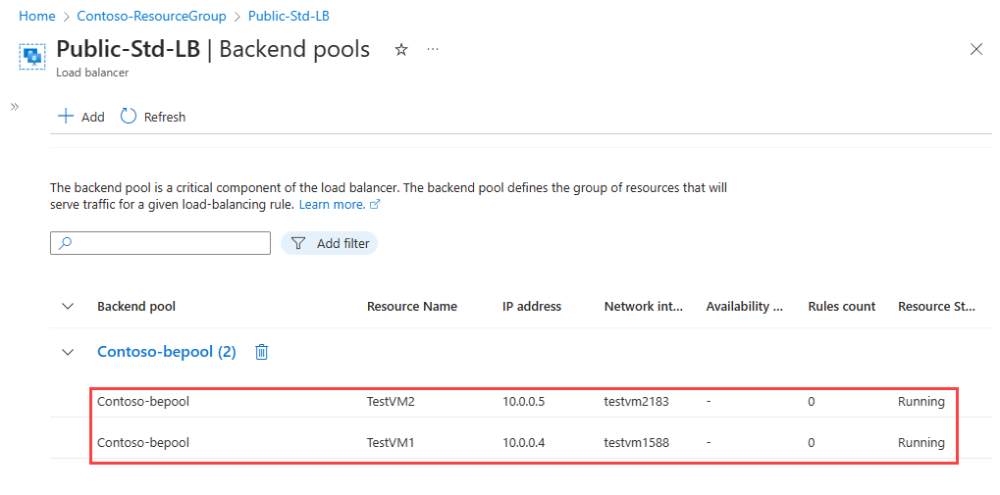 Home > Contoso-ResourceGroup > Public-Std-LB
Public-Std-LB | Backend pools ☆ ...
Load balancer
»
+ Add Refresh
The backend pool is a critical component of the load balancer. The backend pool defines the group of resources that will
serve traffic for a given load-balancing rule. Learn more.
Add filter
Backend pool Resource Name IP address Network int... Availability ... Rules count Resource St...
Contoso-bepool (2)
Contoso-bepool TestVM2 10.0.0.5 testvm2183 - 0 Running
Contoso-bepool TestVM1 10.0.0.4 testvm1588 - 0 Running